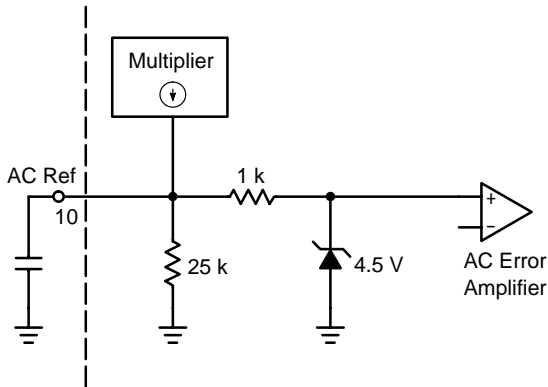 Multiplier
AC Ref
10
1 k
25 k
4.5 V
+
−
AC Error
Amplifier